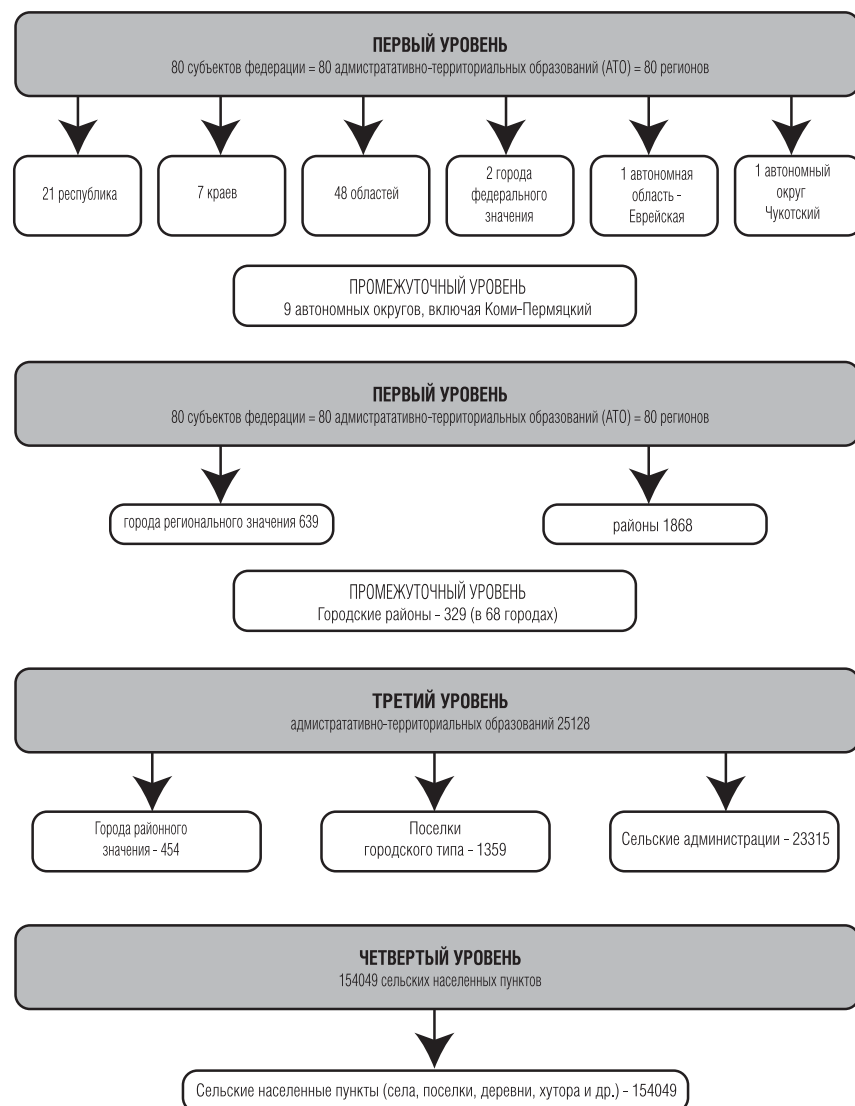 ПЕРВЫЙ УРОВЕНЬ
80 субъектов федерации = 80 адмистративно-территориальных образований (АТО) = 80 регионов
21 республика
7 краев
48 областей
2 города
федерального
значения
1 автономная
область -
Еврейская
1 автономный
округ
Чукотский
ПРОМЕЖУТОЧНЫЙ УРОВЕНЬ
9 автономных округов, включая Коми-Пермяцкий
ПЕРВЫЙ УРОВЕНЬ
80 субъектов федерации = 80 адмистративно-территориальных образований (АТО) = 80 регионов
города регионального значения 639
районы 1868
ПРОМЕЖУТОЧНЫЙ УРОВЕНЬ
Городские районы - 329 (в 68 городах)
ТРЕТИЙ УРОВЕНЬ
адмистративно-территориальных образований 25128
Города районного
значения - 454
Поселки
городского типа - 1359
Сельские администрации - 23315
ЧЕТВЕРТЫЙ УРОВЕНЬ
154049 сельских населенных пунктов
Сельские населенные пункты (села, поселки, деревни, хутора и др.) - 154049